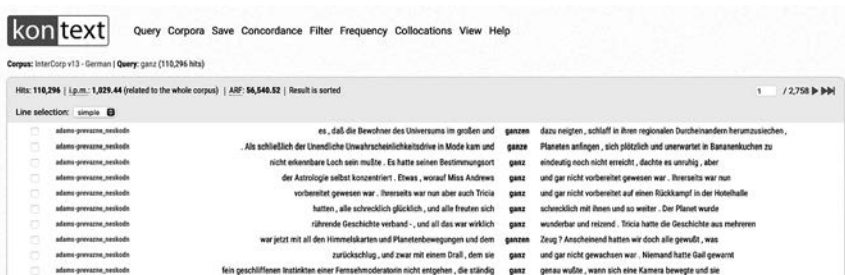 kontext Query Corpora Save Concordance Filter Frequency Collocations View Help
Corpus: InterCorp v13 - German | Query: ganz (110,296 hits)
Hits: 110,296 | i.p.m.: 1,029.44 (related to the whole corpus) | ARF: 56,540.52 | Result is sorted 1 / 2,758
Line selection: simple
adams-prevazne_neskodn es , daß die Bewohner des Universums im großen und ganzen dazu neigten , schlaff in ihren regionalen Durcheinandern herumzusiechen ,
adams-prevazne_neskodn . Als schließlich der Unendliche Unwahrscheinlichkeitsdrive in Mode kam und ganze Planeten anfingen , sich plötzlich und unerwartet in Bananenkuchen zu
adams-prevazne_neskodn nicht erkennbare Loch sein mußte . Es hatte seinen Bestimmungsort ganz eindeutig noch nicht erreicht , dachte es unruhig , aber
adams-prevazne_neskodn der Astrologie selbst konzentriert . Etwas , worauf Miss Andrews ganz und gar nicht vorbereitet gewesen war . Ihrerseits war nun
adams-prevazne_neskodn vorbereitet gewesen war . Ihrerseits war nun aber auch Tricia ganz und gar nicht vorbereitet auf einen Rückkampf in der Hotelhalle
adams-prevazne_neskodn hatten , alle schrecklich glücklich , und alle freuten sich ganz schrecklich mit ihnen und so weiter . Der Planet wurde
adams-prevazne_neskodn rührende Geschichte verband - , und all das war wirklich ganz wunderbar und reizend . Tricia hatte die Geschichte aus mehreren
adams-prevazne_neskodn war jetzt mit all den Himmelskarten und Planetenbewegungen und dem ganzen Zeug ? Anscheinend hatten wir doch alle gewußt , was
adams-prevazne_neskodn zurückschlug , und zwar mit einem Drall , dem sie ganz und gar nicht gewachsen war . Niemand hatte Gail gewarnt
adams-prevazne_neskodn fein geschliffenen Instinkten einer Fernsehmoderatorin nicht entgehen , die ständig ganz genau wußte , wann sich eine Kamera bewegte und sie